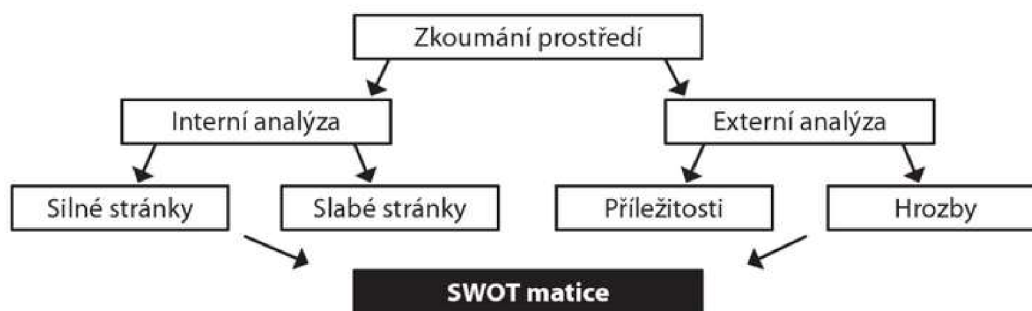 Zkoumání prostředí
Interní analýza
Externí analýza
Silné stránky
Slabé stránky
Příležitosti
Hrozby
SWOT matice